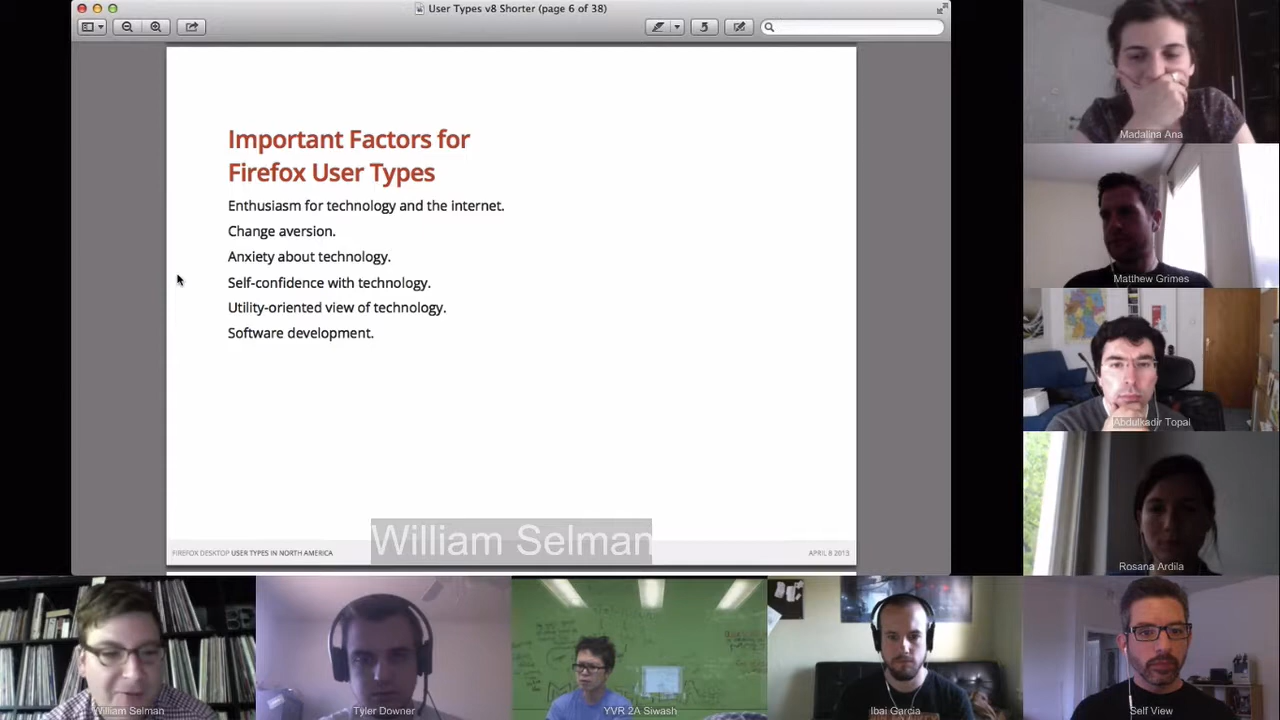 User Types v8 Shorter (page 6 of 38)
Important Factors for
Firefox User Types
Enthusiasm for technology and the internet.
Change aversion.
Anxiety about technology.
Self-confidence with technology.
Utility-oriented view of technology.
Software development.
William Selman
FIREFOX DESKTOP USER TYPES IN NORTH AMERICA
APRIL 8 2013
Madalina Ana
Matthew Grimes
Abdulkadir Topal
Rosana Ardila
William Selman
Tyler Downer
YVR 2A Siwash
Ibai Garcia
Self View